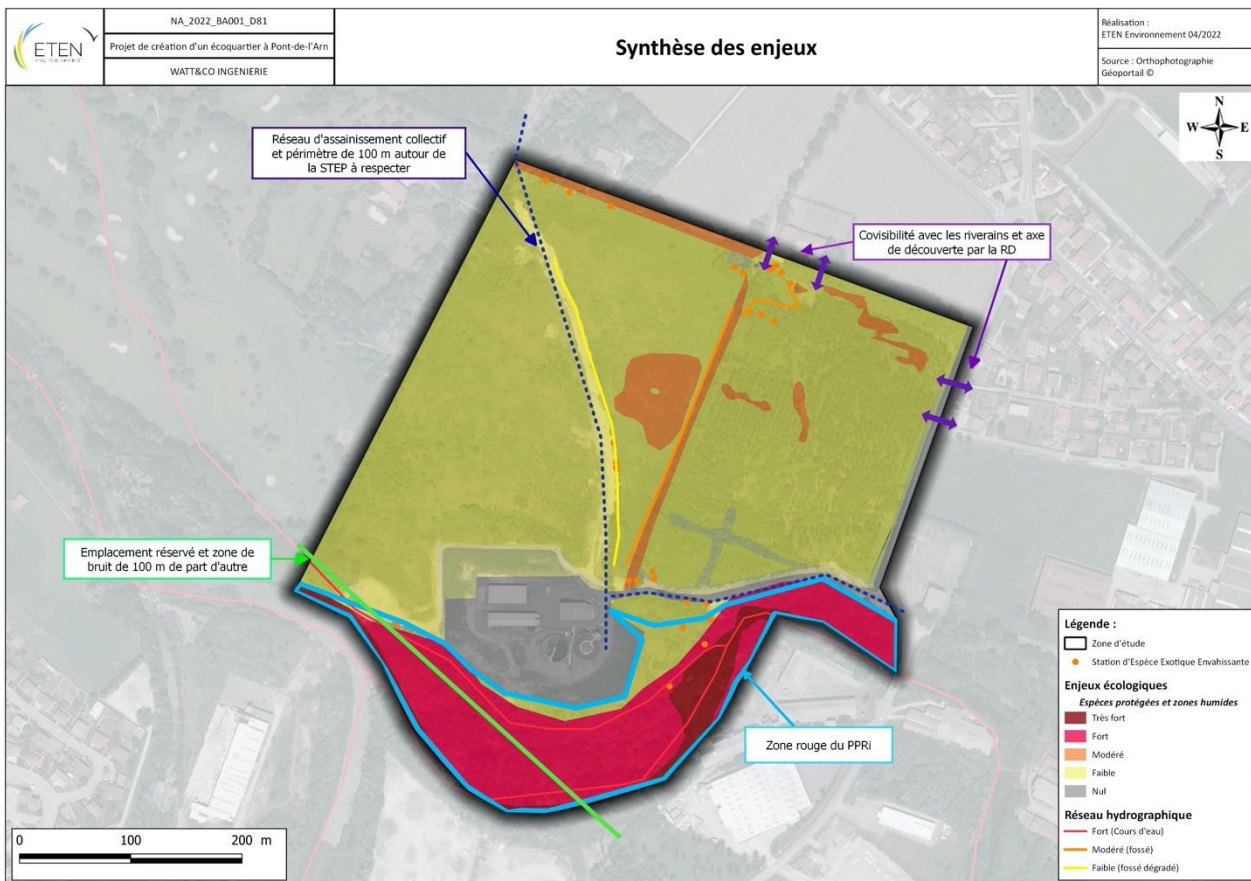 ETEN
ENVIRONNEMENT
NA_2022_BA001_D81
Projet de création d'un écoquartier à Pont-de-l'Arn
WATT&CO INGENIERIE
Synthèse des enjeux
Réalisation :
ETEN Environnement 04/2022
Source : Orthophotographie
Géoportail ©
N
W E
S
Réseau d'assainissement collectif
et périmètre de 100 m autour de
la STEP à respecter
Covisibilité avec les riverains et axe
de découverte par la RD
Emplacement réservé et zone de
bruit de 100 m de part d'autre
Zone rouge du PPRi
0 100 200 m
Légende :
Zone d'étude
Station d'Espèce Exotique Envahissante
Enjeux écologiques
Espèces protégées et zones humides
Très fort
Fort
Modéré
Faible
Nul
Réseau hydrographique
Fort (Cours d'eau)
Modéré (fossé)
Faible (fossé dégradé)